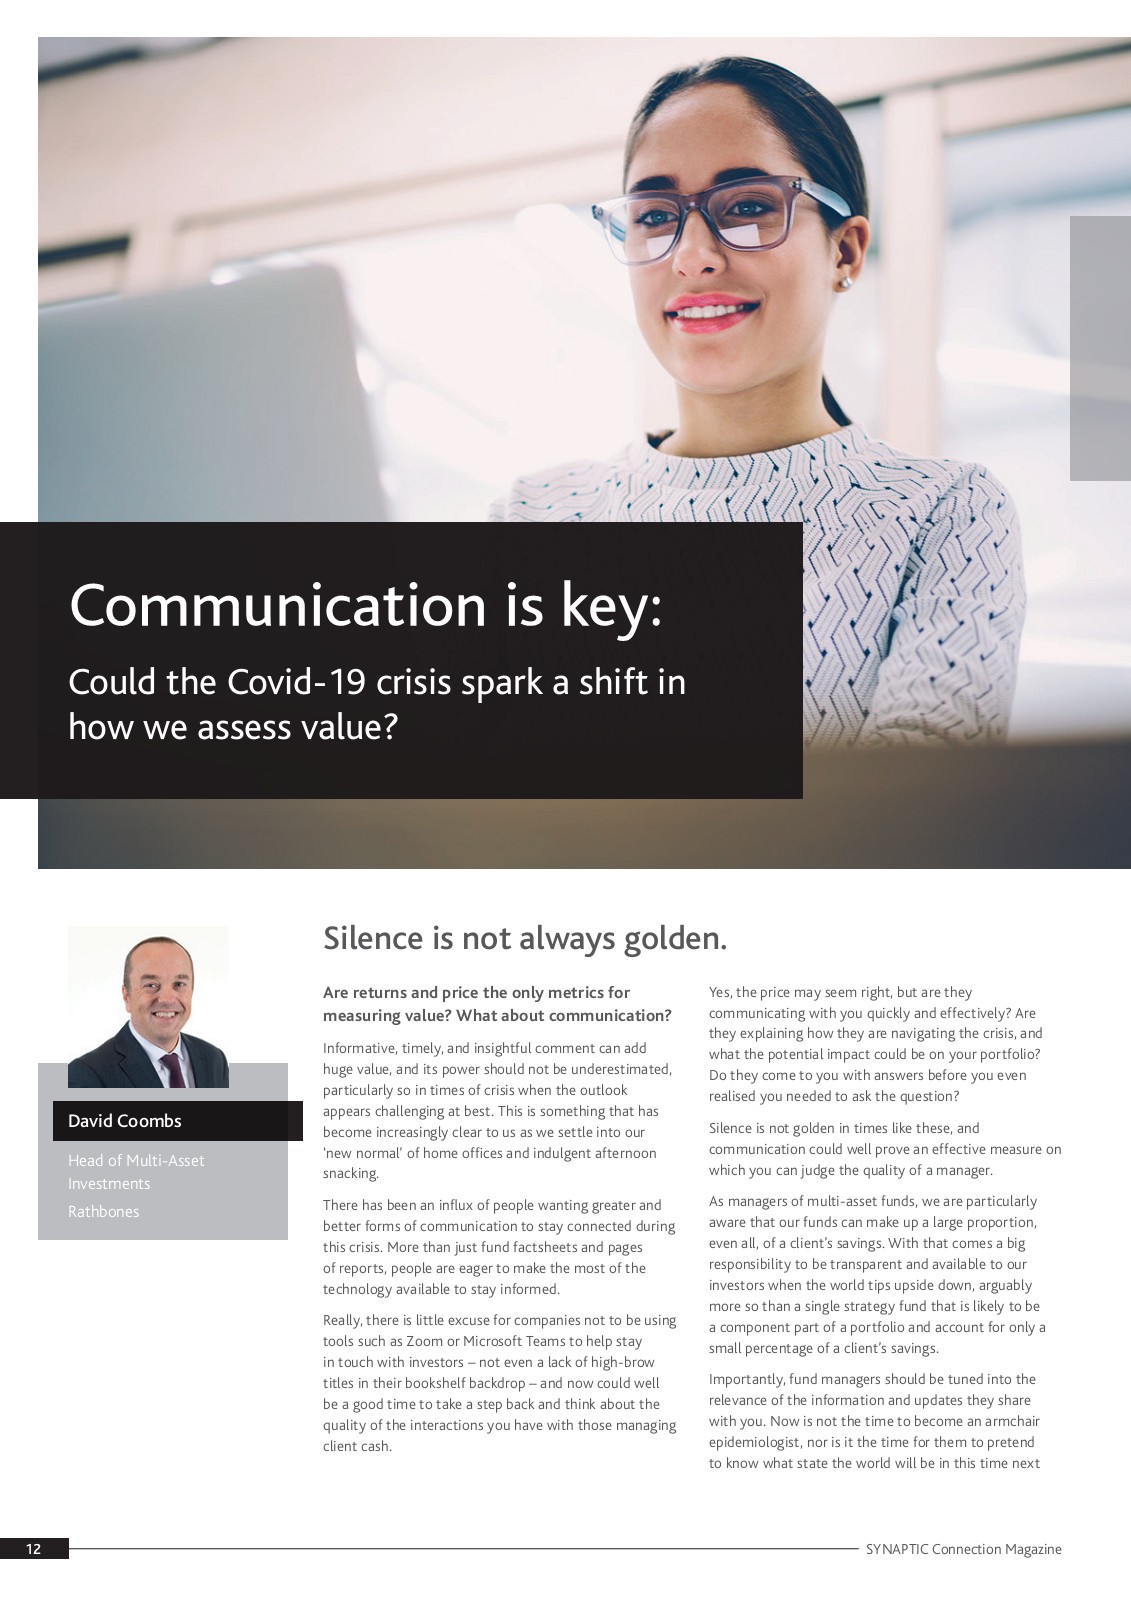 Communication is key:
Could the Covid-19 crisis spark a shift in
how we assess value?
David Coombs
Head of Multi-Asset
Investments
Rathbones
Silence is not always golden.
Are returns and price the only metrics for
measuring value? What about communication?
Informative, timely, and insightful comment can add
huge value, and its power should not be underestimated,
particularly so in times of crisis when the outlook
appears challenging at best. This is something that has
become increasingly clear to us as we settle into our
‘new normal’ of home offices and indulgent afternoon
snacking.
There has been an influx of people wanting greater and
better forms of communication to stay connected during
this crisis. More than just fund factsheets and pages
of reports, people are eager to make the most of the
technology available to stay informed.
Really, there is little excuse for companies not to be using
tools such as Zoom or Microsoft Teams to help stay
in touch with investors – not even a lack of high-brow
titles in their bookshelf backdrop – and now could well
be a good time to take a step back and think about the
quality of the interactions you have with those managing
client cash.
Yes, the price may seem right, but are they
communicating with you quickly and effectively? Are
they explaining how they are navigating the crisis, and
what the potential impact could be on your portfolio?
Do they come to you with answers before you even
realised you needed to ask the question?
Silence is not golden in times like these, and
communication could well prove an effective measure on
which you can judge the quality of a manager.
As managers of multi-asset funds, we are particularly
aware that our funds can make up a large proportion,
even all, of a client’s savings. With that comes a big
responsibility to be transparent and available to our
investors when the world tips upside down, arguably
more so than a single strategy fund that is likely to be
a component part of a portfolio and account for only a
small percentage of a client’s savings.
Importantly, fund managers should be tuned into the
relevance of the information and updates they share
with you. Now is not the time to become an armchair
epidemiologist, nor is it the time for them to pretend
to know what state the world will be in this time next
12
SYNAPTIC Connection Magazine